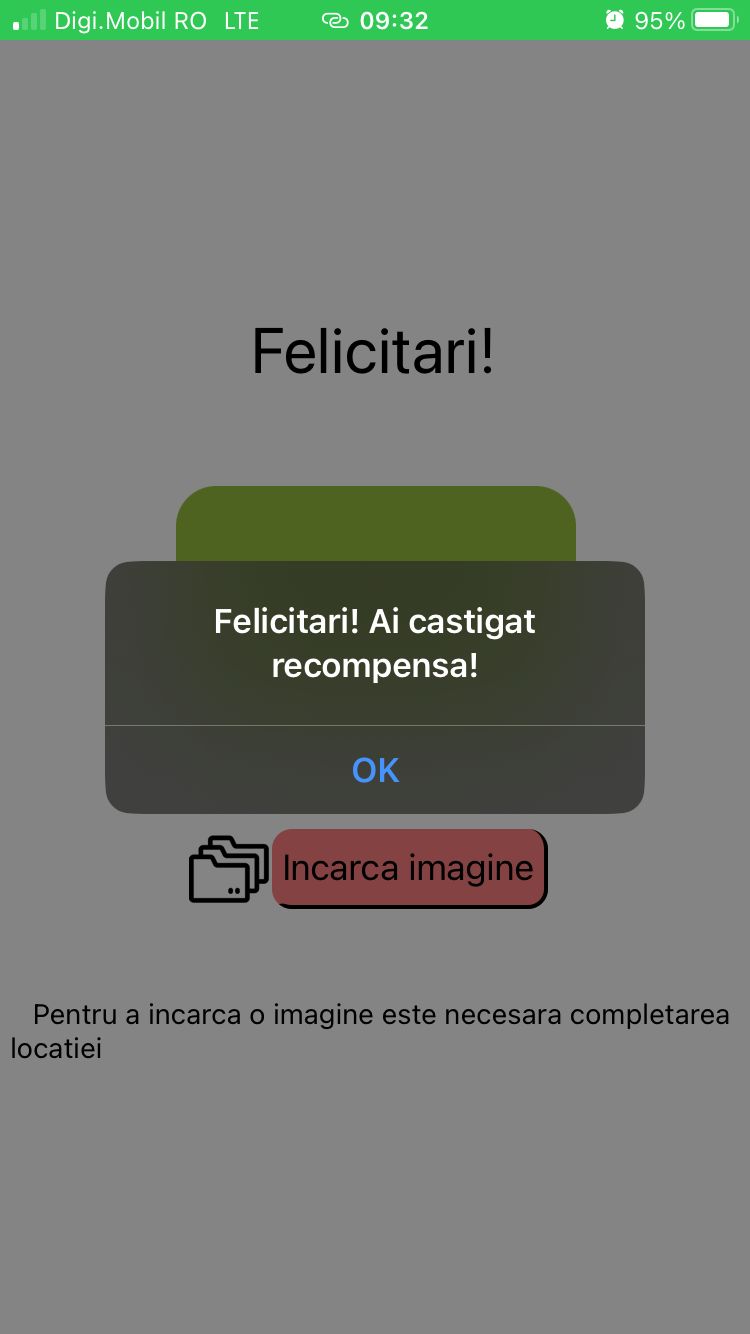 Digi.Mobil RO LTE 09:32 95%
Felicitari!
Felicitari! Ai castigat
recompensa!
OK
Incarca imagine
Pentru a incarca o imagine este necesara completarea
locatiei